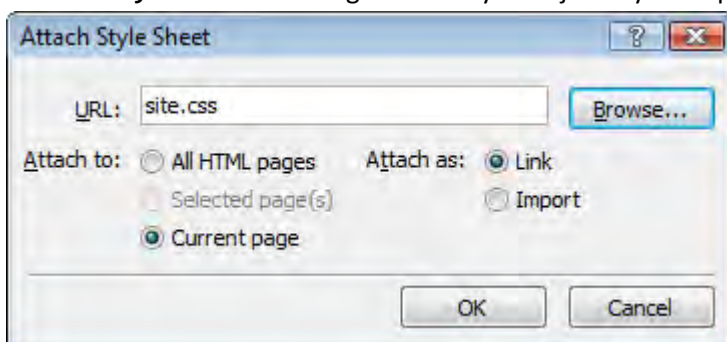 Attach Style Sheet
URL: site.css Browse...
Attach to: All HTML pages Attach as: Link
Selected page(s) Import
Current page
OK Cancel